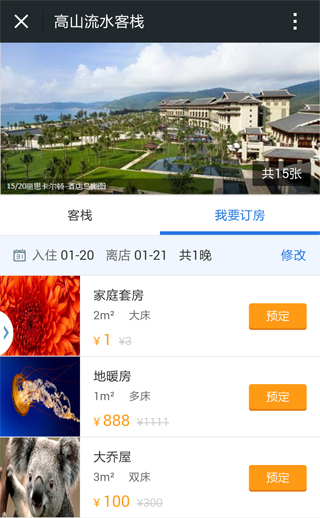 高山流水客栈
15/20丽思卡尔顿-酒店鸟瞰图
共15张
客栈
我要订房
31 入住 01-20 离店 01-21 共1晚 修改
家庭套房
2m² 大床
¥1 ¥3
预定
地暖房
1m² 多床
¥888 ¥1111
预定
大乔屋
3m² 双床
¥100 ¥300
预定